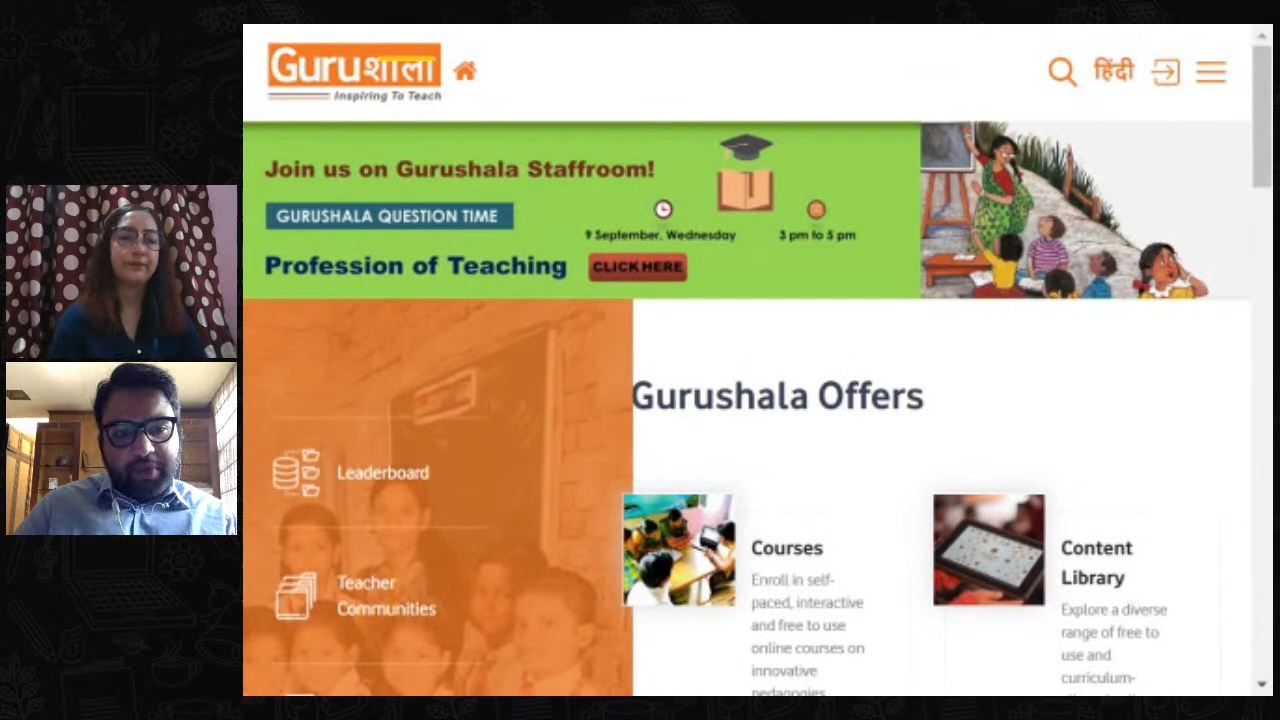 Guruशाला
Inspiring To Teach
हिंदी
Join us on Gurushala Staffroom!
GURUSHALA QUESTION TIME
9 September, Wednesday
3 pm to 5 pm
Profession of Teaching
CLICK HERE
Gurushala Offers
Leaderboard
Teacher
Communities
Courses
Enroll in self-
paced, interactive
and free to use
online courses on
innovative
pedagogies
Content
Library
Explore a diverse
range of free to
use and
curriculum-